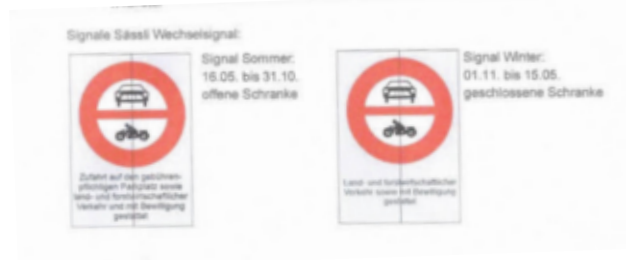 Signale Sässli Wechselsignal:
Signal Sommer:
16.05. bis 31.10.
offene Schranke
Zufahrt auf den gebühren-
pflichtigen Parkplatz sowie
land- und forstwirtschaftlicher
Verkehr und mit Bewilligung
gestattet
Signal Winter:
01.11. bis 15.05.
geschlossene Schranke
Land- und forstwirtschaftlicher
Verkehr sowie mit Bewilligung
gestattet